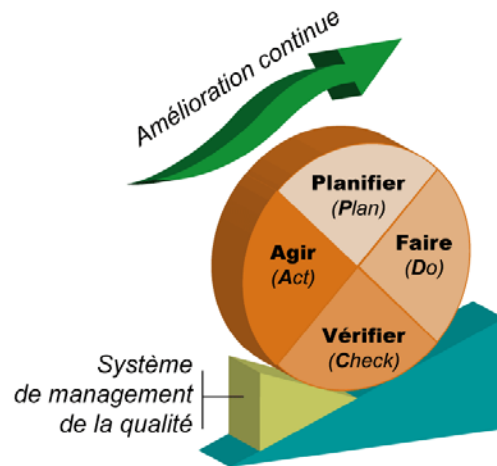 Amélioration continue
Planifier
(Plan)
Faire
(Do)
Agir
(Act)
Vérifier
(Check)
Système
de management
de la qualité